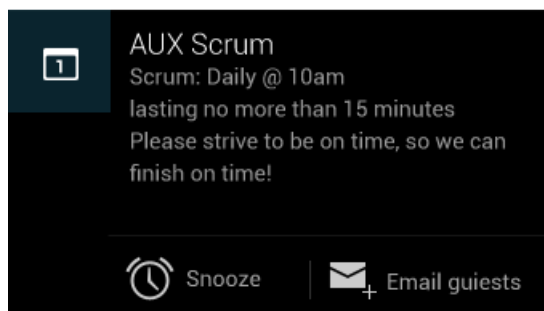 1
AUX Scrum
Scrum: Daily @ 10am
lasting no more than 15 minutes
Please strive to be on time, so we can
finish on time!
Snooze
Email guiests